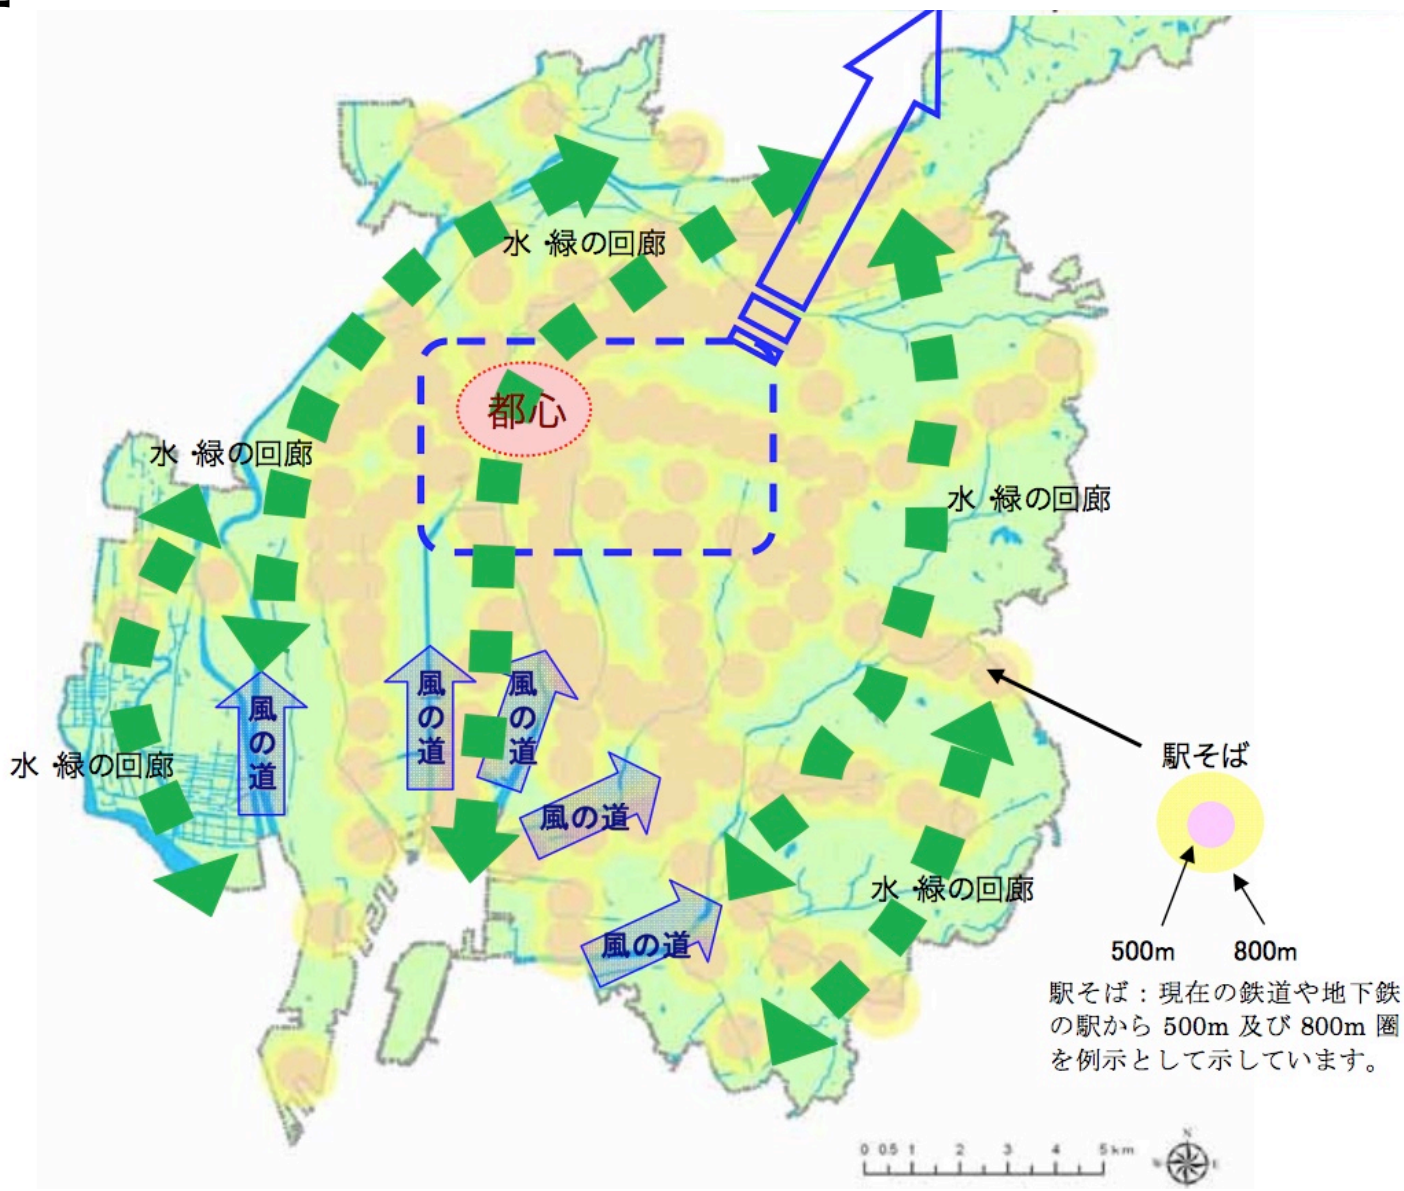 水・緑の回廊
都心
水・緑の回廊
水・緑の回廊
風の道
風の道
風の道
駅そば
水・緑の回廊
風の道
水・緑の回廊
風の道
500m
800m
駅そば：現在の鉄道や地下鉄
の駅から 500m 及び 800m 圏
を例示として示しています。
0 0.5 1 2 3 4 5km
N
W E